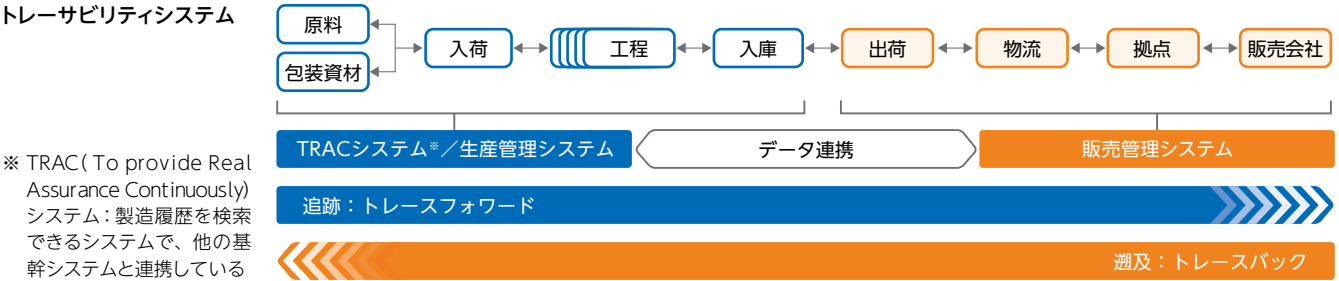 トレーサビリティシステム
原料
包装資材
入荷
工程
入庫
出荷
物流
拠点
販売会社
TRACシステム※／生産管理システム
データ連携
販売管理システム
追跡：トレースフォワード
遡及：トレースバック
※ TRAC(To provide Real
Assurance Continuously)
システム：製造履歴を検索
できるシステムで、他の基
幹システムと連携している